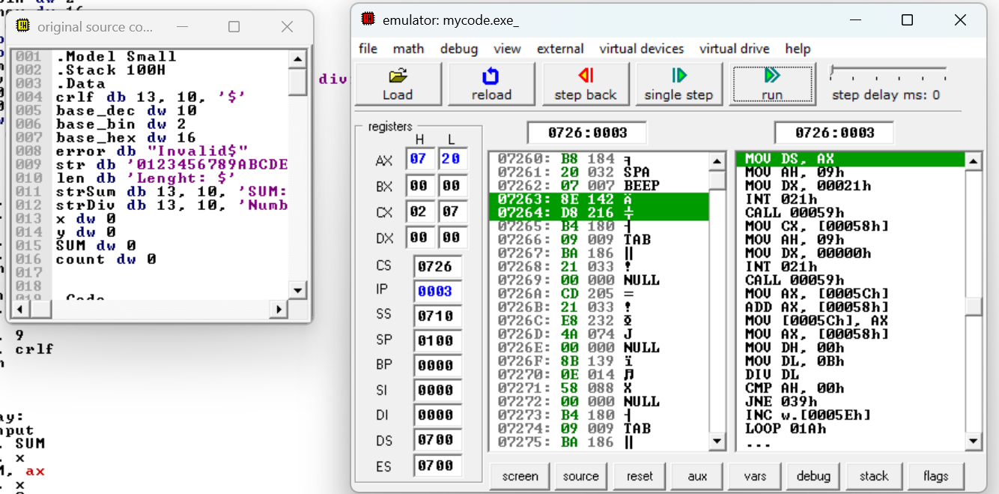 bin dw 2
original source co...
001 .Model Small
002 .Stack 100H
003 .Data
004 crlf db 13, 10, '$'
005 base_dec dw 10
006 base_bin dw 2
007 base_hex dw 16
008 error db "Invalid$"
009 str db '0123456789ABCDE
010 len db 'Lenght: $'
011 strSum db 13, 10, 'SUM:
012 strDiv db 13, 10, 'Numb
013 x dw 0
014 y dw 0
015 SUM dw 0
016 count dw 0
017
018
019 .Code
div
. 9
. crlf
ay:
nput
. SUM
. x
M, ax
. x
emulator: mycode.exe_
file math debug view external virtual devices virtual drive help
Load reload step back single step run step delay ms: 0
registers
H L
AX 07 20
BX 00 00
CX 02 07
DX 00 00
CS 0726
IP 0003
SS 0710
SP 0100
BP 0000
SI 0000
DI 0000
DS 0700
ES 0700
0726:0003
07260: B8 184 ╕
07261: 20 032 SPA
07262: 07 007 BEEP
07263: 8E 142 Ä
07264: D8 216 ╪
07265: B4 180 ┤
07266: 09 009 TAB
07267: BA 186 ║
07268: 21 033 !
07269: 00 000 NULL
0726A: CD 205 =
0726B: 21 033 !
0726C: E8 232 Φ
0726D: 4A 074 J
0726E: 00 000 NULL
0726F: 8B 139 ï
07270: 0E 014 ♫
07271: 58 088 X
07272: 00 000 NULL
07273: B4 180 ┤
07274: 09 009 TAB
07275: BA 186 ║
0726:0003
MOV DS, AX
MOV AH, 09h
MOV DX, 00021h
INT 021h
CALL 00059h
MOV CX, [00058h]
MOV AH, 09h
MOV DX, 00000h
INT 021h
CALL 00059h
MOV AX, [0005Ch]
ADD AX, [00058h]
MOV [0005Ch], AX
MOV AX, [00058h]
MOV DH, 00h
MOV DL, 0Bh
DIV DL
CMP AH, 00h
JNE 039h
INC w.[0005Eh]
LOOP 01Ah
...
screen source reset aux vars debug stack flags